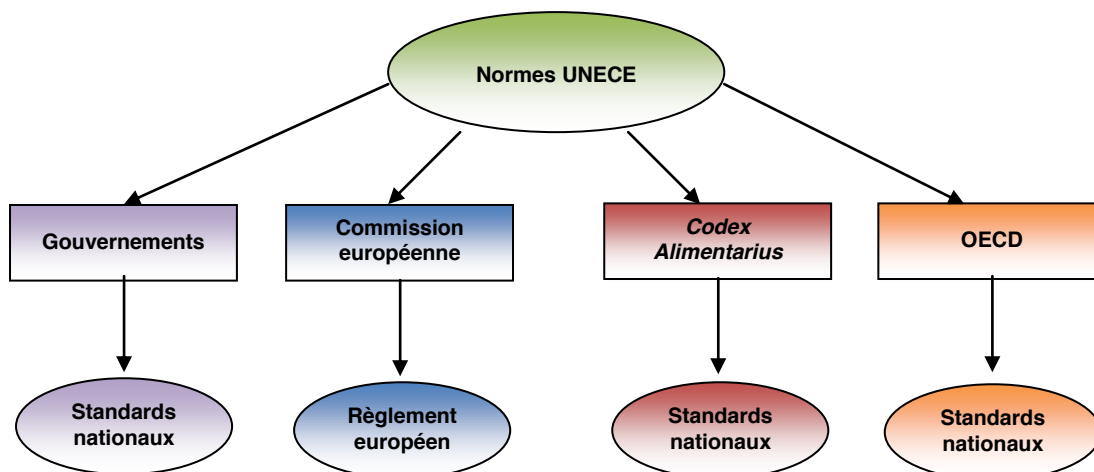 Normes UNECE
Gouvernements
Commission
européenne
Codex
Alimentarius
OECD
Standards
nationaux
Règlement
européen
Standards
nationaux
Standards
nationaux